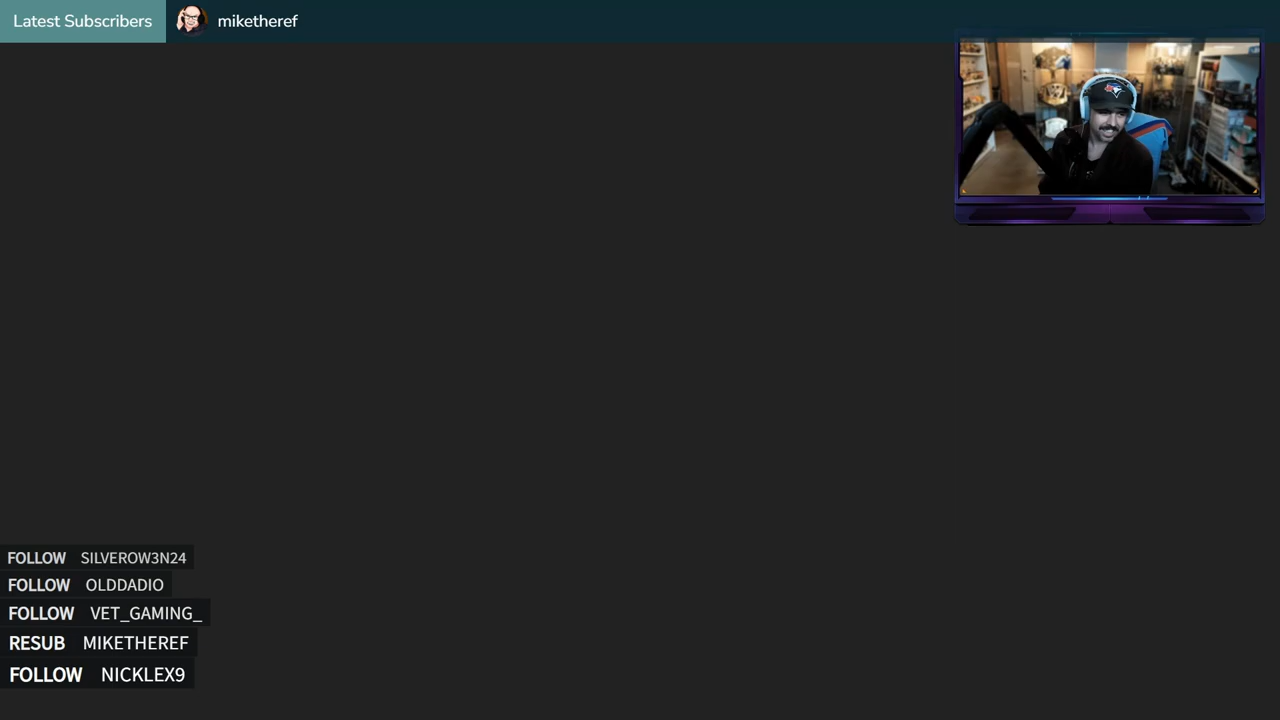 Latest Subscribers miketheref
FOLLOW SILVEROW3N24
FOLLOW OLDDADIO
FOLLOW VET_GAMING_
RESUB MIKETHEREF
FOLLOW NICKLEX9